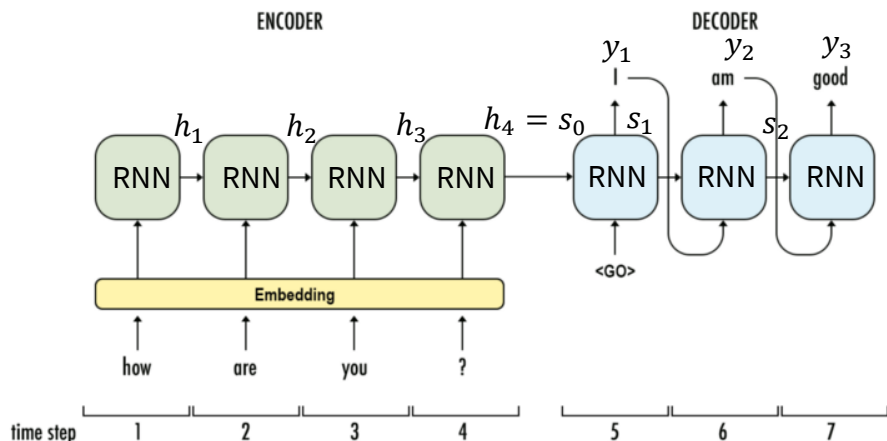 ENCODER DECODER
y₁ y₂ y₃
I am good
h₁ h₂ h₃ h₄ = s₀ s₁ s₂
RNN RNN RNN RNN RNN RNN RNN
<GO>
Embedding
how are you ?
time step 1 2 3 4 5 6 7